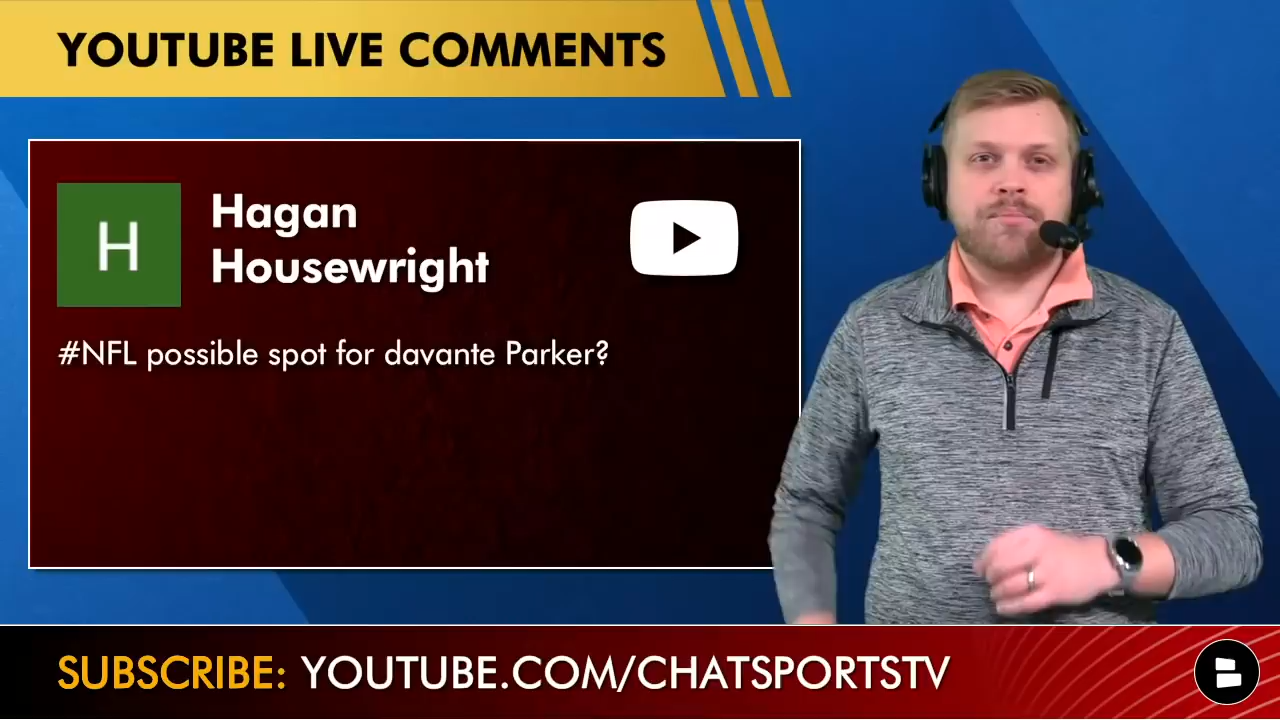 YOUTUBE LIVE COMMENTS
H
Hagan
Housewright
#NFL possible spot for davante Parker?
SUBSCRIBE: YOUTUBE.COM/CHATSPORTSTV